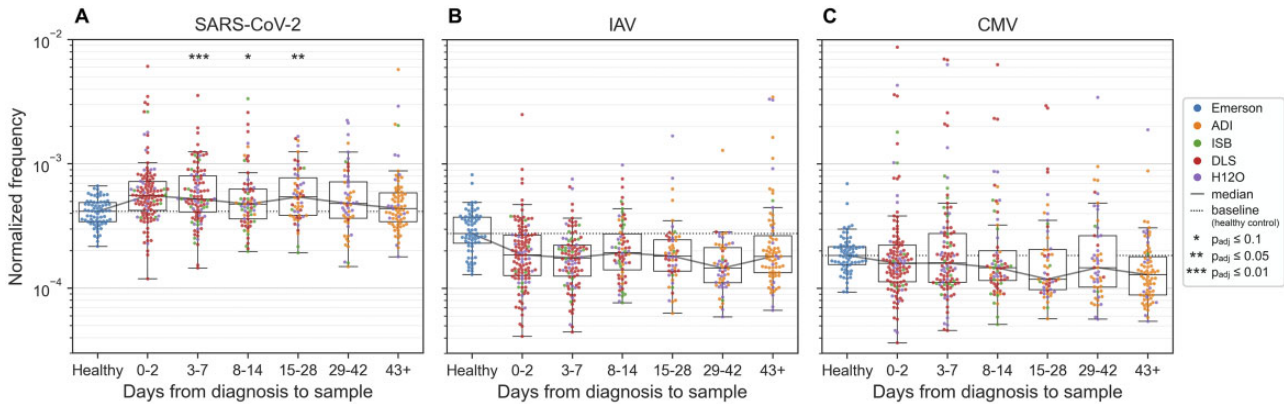 A
SARS-CoV-2
B
IAV
C
CMV
Normalized frequency
10⁻²
10⁻³
10⁻⁴
***
*
**
Healthy 0-2 3-7 8-14 15-28 29-42 43+
Days from diagnosis to sample
Healthy 0-2 3-7 8-14 15-28 29-42 43+
Days from diagnosis to sample
Healthy 0-2 3-7 8-14 15-28 29-42 43+
Days from diagnosis to sample
Emerson
ADI
ISB
DLS
H12O
median
baseline
(healthy control)
* padj ≤ 0.1
** padj ≤ 0.05
*** padj ≤ 0.01